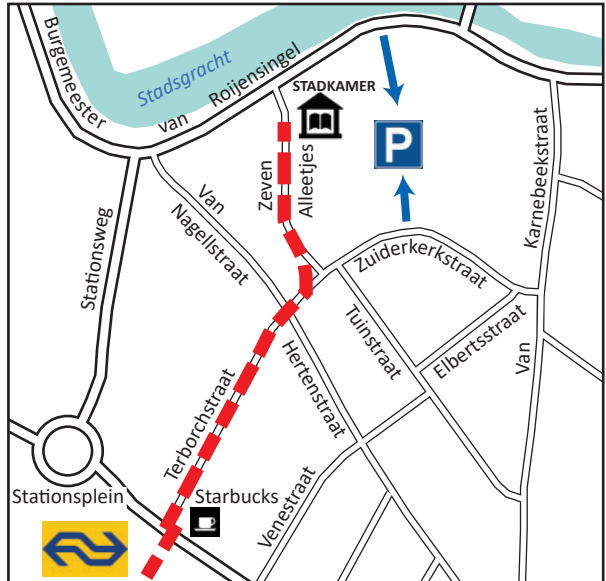 Burgemeester
van
Roijensingel
Stadsgracht
STADKAMER
P
Zeven
Alleetjes
Van
Nagellstraat
Karnebeekstraat
Van
Stationsweg
Zuiderkerkstraat
Tuinstraat
Elbertsstraat
Hertenstraat
Terborchstraat
Stationsplein
Starbucks
Venestraat